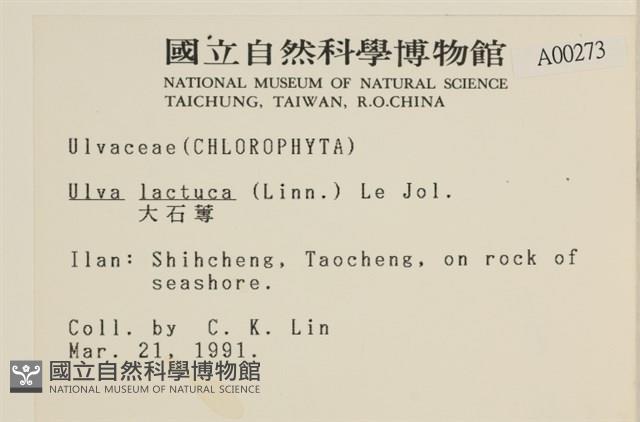 國立自然科學博物館
A00273
NATIONAL MUSEUM OF NATURAL SCIENCE
TAICHUNG, TAIWAN, R.O.CHINA
Ulvaceae(CHLOROPHYTA)
Ulva lactuca (Linn.) Le Jol.
大石蓴
Ilan: Shihcheng, Taocheng, on rock of
seashore.
Coll. by C. K. Lin
Mar. 21, 1991.
國立自然科學博物館
NATIONAL MUSEUM OF NATURAL SCIENCE